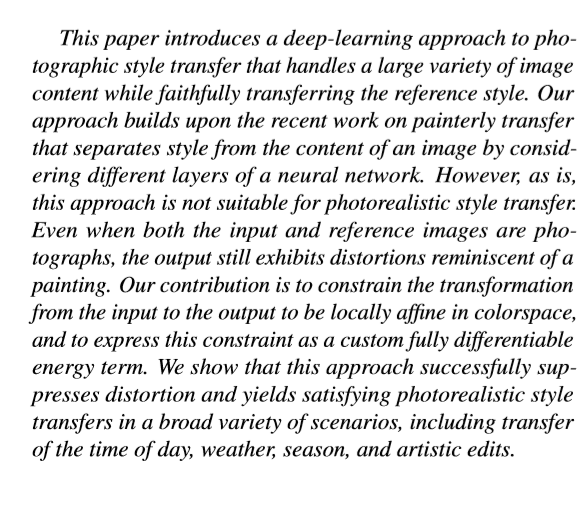 This paper introduces a deep-learning approach to pho-
tographic style transfer that handles a large variety of image
content while faithfully transferring the reference style. Our
approach builds upon the recent work on painterly transfer
that separates style from the content of an image by consid-
ering different layers of a neural network. However, as is,
this approach is not suitable for photorealistic style transfer.
Even when both the input and reference images are pho-
tographs, the output still exhibits distortions reminiscent of a
painting. Our contribution is to constrain the transformation
from the input to the output to be locally affine in colorspace,
and to express this constraint as a custom fully differentiable
energy term. We show that this approach successfully sup-
presses distortion and yields satisfying photorealistic style
transfers in a broad variety of scenarios, including transfer
of the time of day, weather, season, and artistic edits.